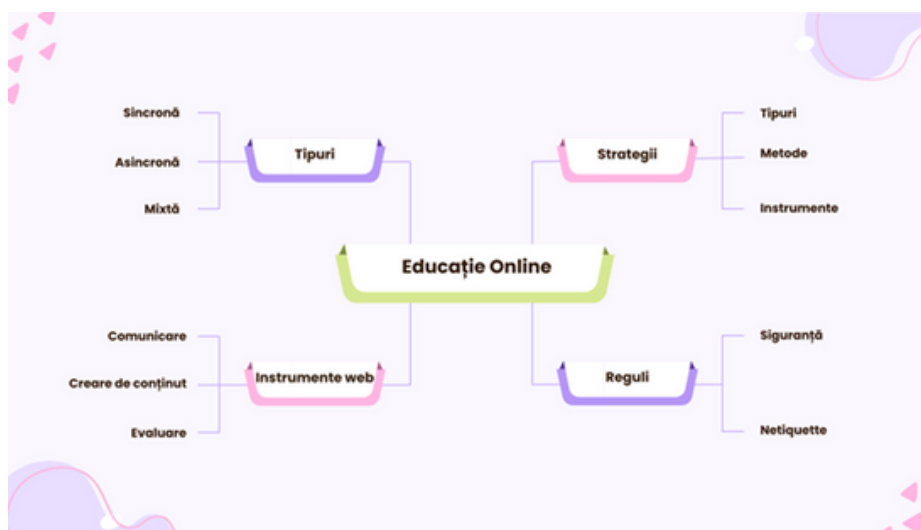 Educație Online
Tipuri
Sincronă
Asincronă
Mixtă
Strategii
Tipuri
Metode
Instrumente
Instrumente web
Comunicare
Creare de conținut
Evaluare
Reguli
Siguranță
Netiquette